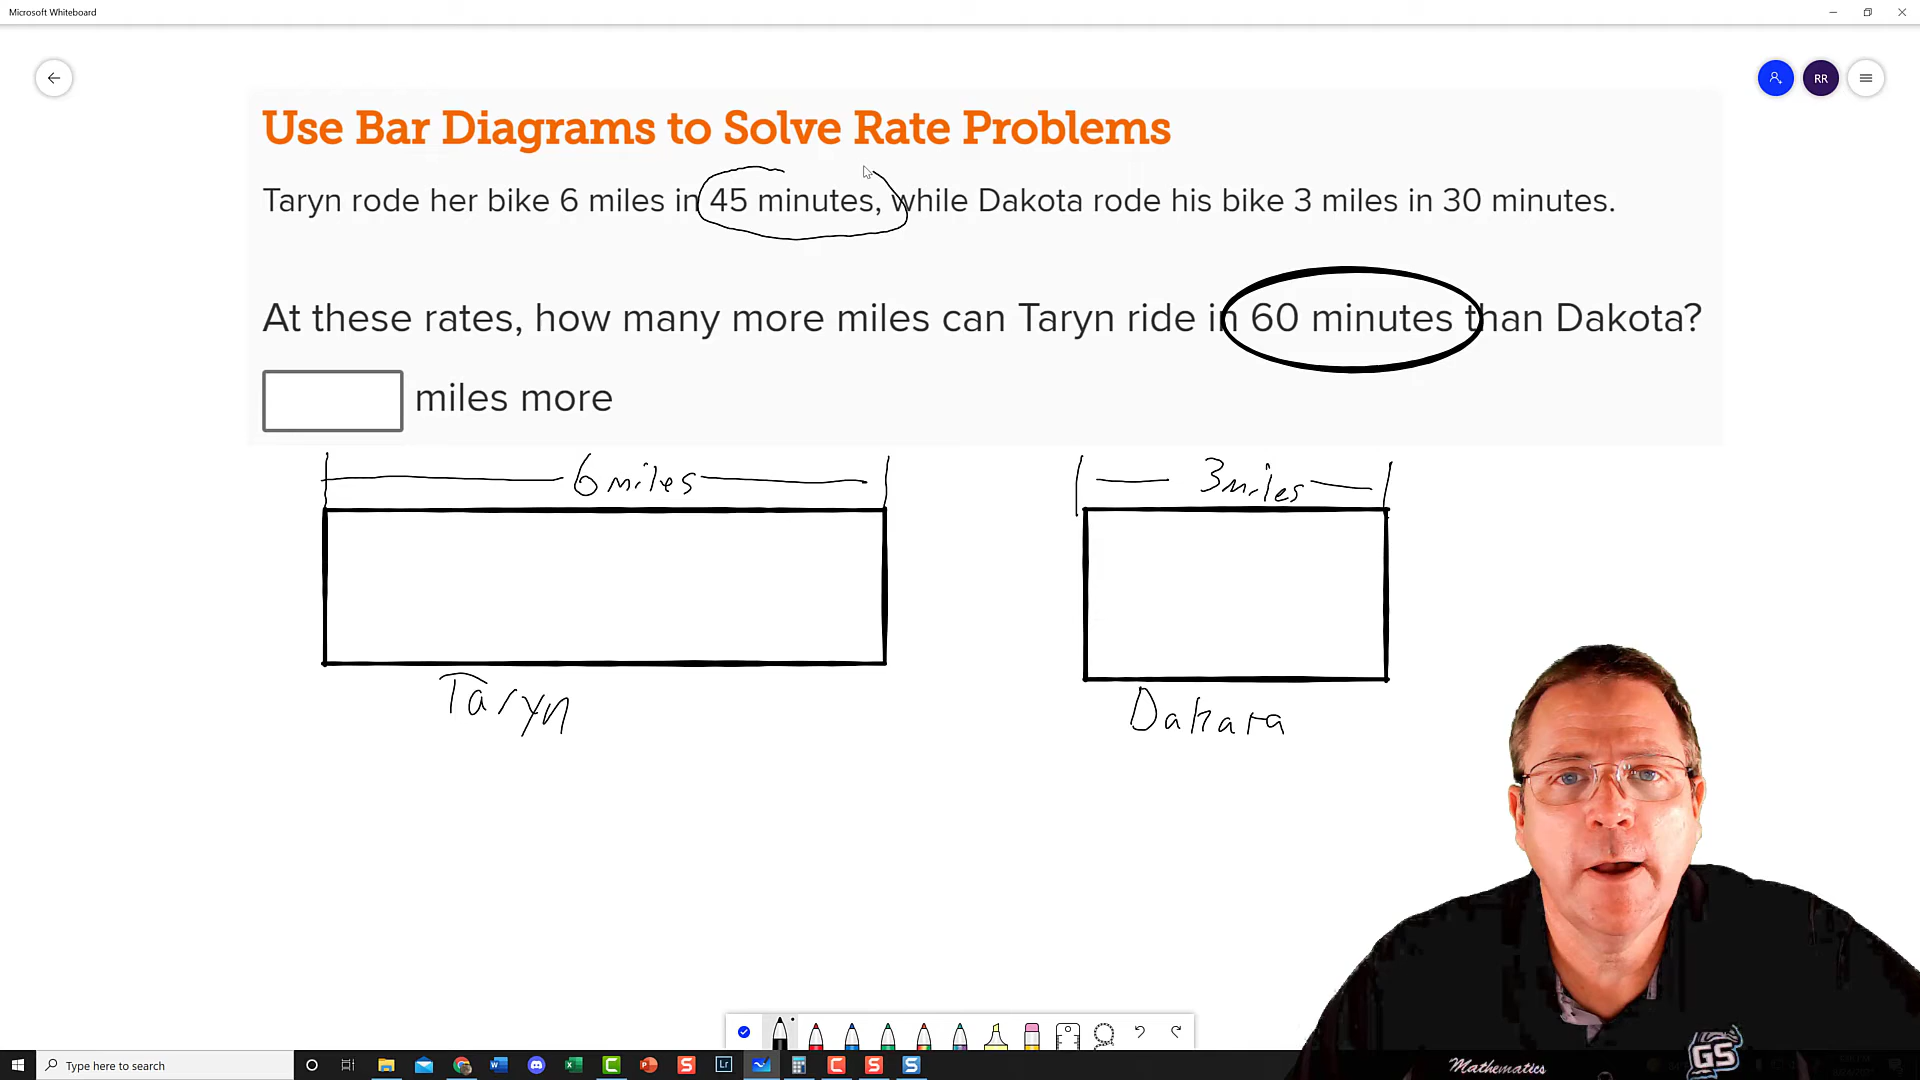 Microsoft Whiteboard
RR
Use Bar Diagrams to Solve Rate Problems
Taryn rode her bike 6 miles in 45 minutes, while Dakota rode his bike 3 miles in 30 minutes.
At these rates, how many more miles can Taryn ride in 60 minutes than Dakota?
miles more
6 miles
3 miles
Taryn
Dakara
Type here to search
Mathematics
GS